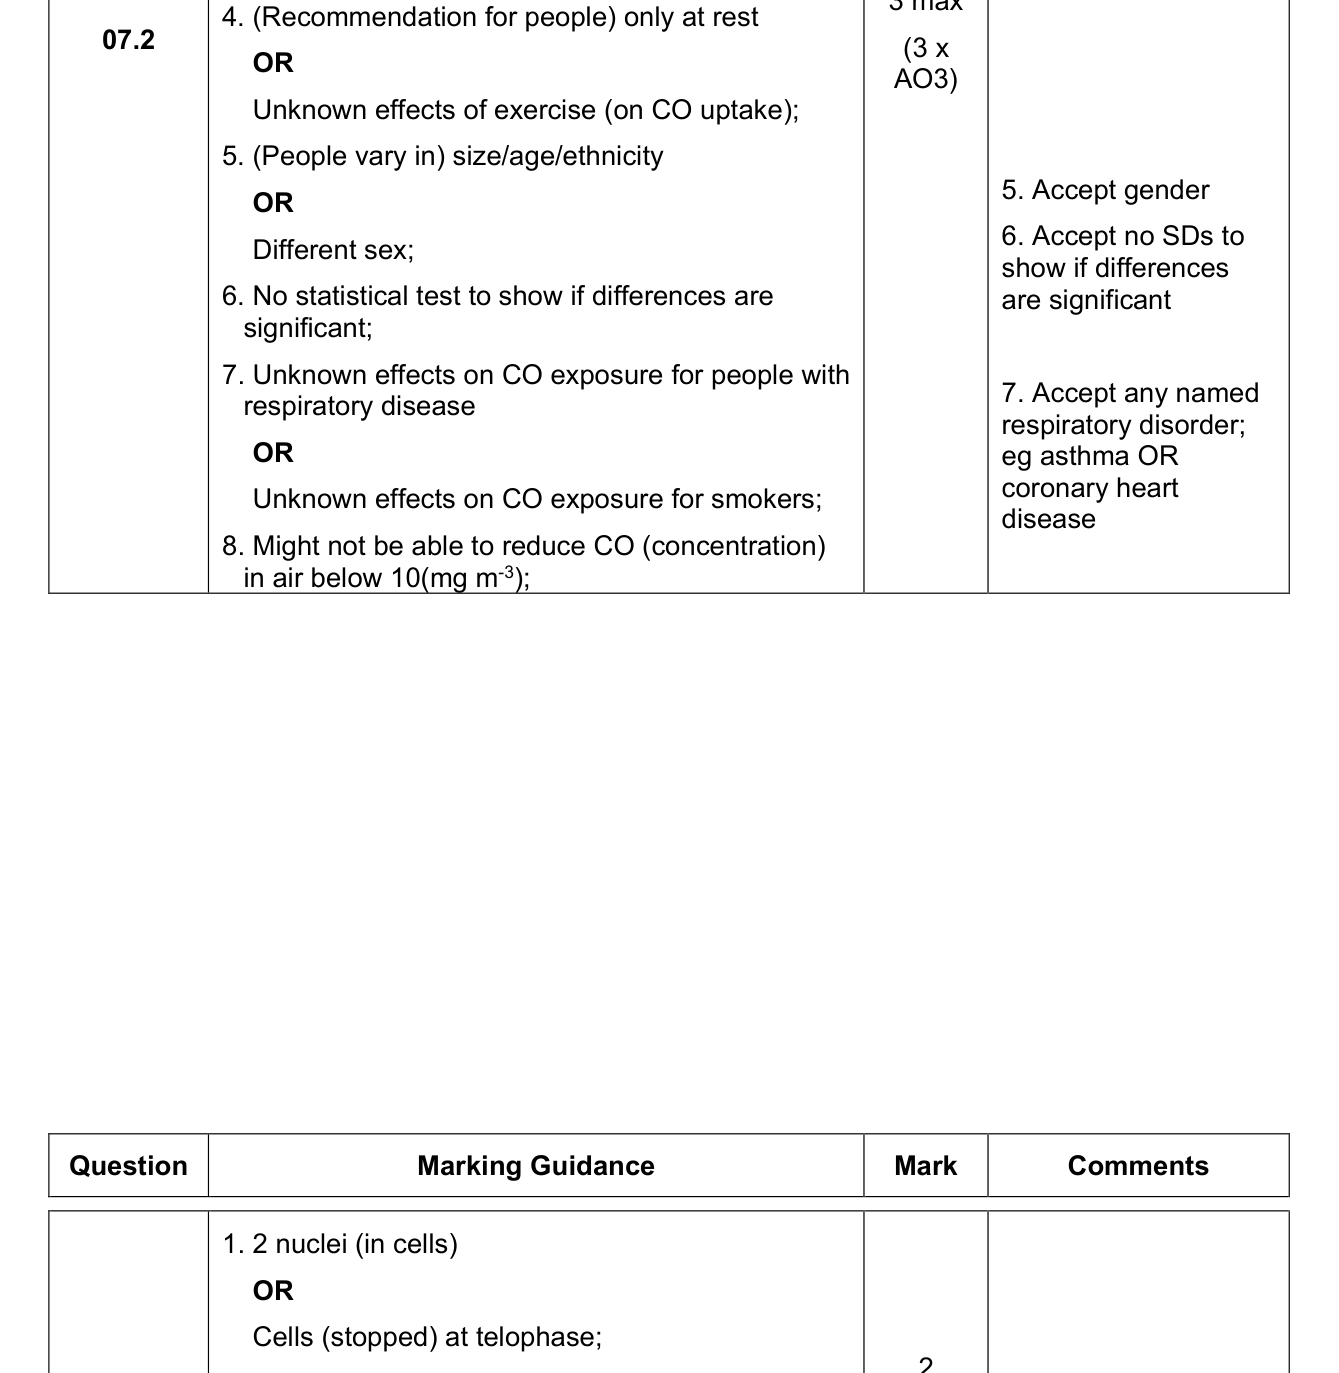 3 max
4. (Recommendation for people) only at rest
07.2
OR
(3 x
AO3)
Unknown effects of exercise (on CO uptake);
5. (People vary in) size/age/ethnicity
5. Accept gender
OR
6. Accept no SDs to
Different sex;
show if differences
6. No statistical test to show if differences are
are significant
significant;
7. Unknown effects on CO exposure for people with
7. Accept any named
respiratory disease
respiratory disorder;
OR
eg asthma OR
coronary heart
Unknown effects on CO exposure for smokers;
disease
8. Might not be able to reduce CO (concentration)
in air below 10(mg m⁻³);
Question Marking Guidance Mark Comments
1. 2 nuclei (in cells)
OR
Cells (stopped) at telophase;
2